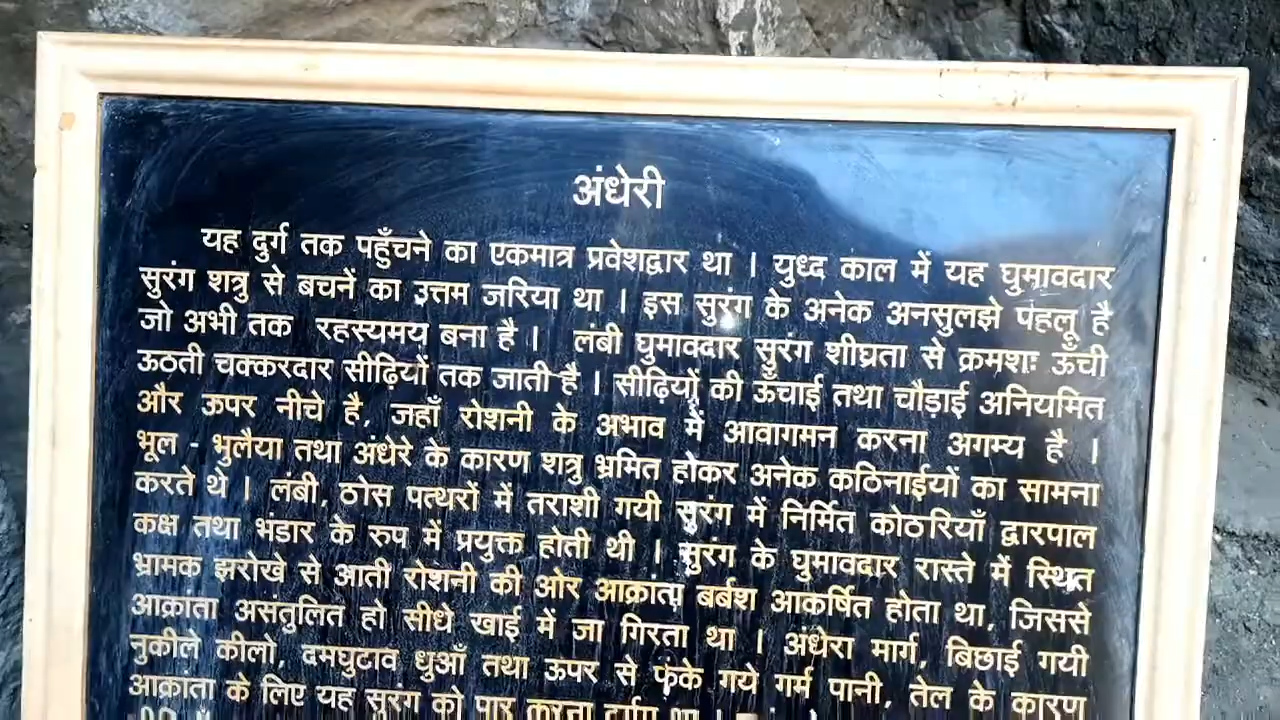 अंधेरी
यह दुर्ग तक पहुँचने का एकमात्र प्रवेशद्वार था । युध्द काल में यह घुमावदार
सुरंग शत्रु से बचनें का उत्तम जरिया था । इस सुरंग के अनेक अनसुलझे पहलू है
जो अभी तक रहस्यमय बना है । लंबी घुमावदार सुरंग शीघ्रता से क्रमशः ऊँची
ऊठती चक्करदार सीढ़ियों तक जाती है । सीढ़ियों की ऊँचाई तथा चौड़ाई अनियमित
और ऊपर नीचे है, जहाँ रोशनी के अभाव में आवागमन करना अगम्य है ।
भूल - भुलैया तथा अंधेरे के कारण शत्रु भ्रमित होकर अनेक कठिनाईयों का सामना
करते थे । लंबी, ठोस पत्थरों में तराशी गयी सुरंग में निर्मित कोठरियाँ द्वारपाल
कक्ष तथा भंडार के रुप में प्रयुक्त होती थी । सुरंग के घुमावदार रास्ते में स्थित
भ्रामक झरोखे से आती रोशनी की ओर आक्रांता बर्बश आकर्षित होता था, जिससे
आक्रांता असंतुलित हो सीधे खाई में जा गिरता था । अंधेरा मार्ग, बिछाई गयी
नुकीले कीलो, दमघुटाव धुआँ तथा ऊपर से फ़ेंके गये गर्म पानी, तेल के कारण
आक्रांता के लिए यह सुरंग को पार करना दुर्गम था ।